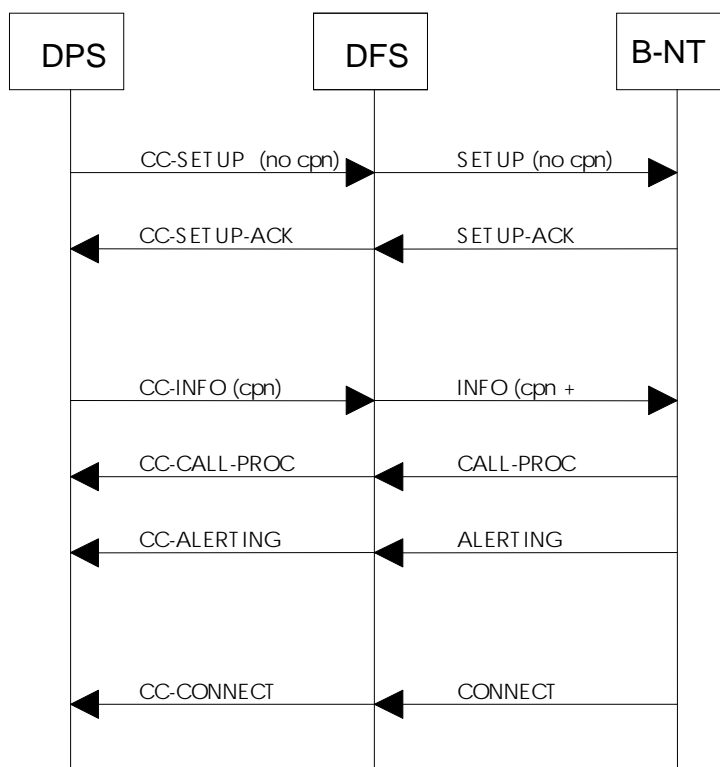 DPS DFS B-NT
CC-SETUP (no cpn) SETUP (no cpn)
CC-SETUP-ACK SETUP-ACK
CC-INFO (cpn) INFO (cpn +
CC-CALL-PROC CALL-PROC
CC-ALERTING ALERTING
CC-CONNECT CONNECT